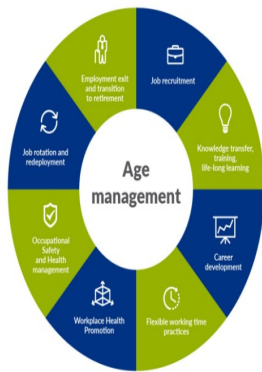 Age
management
Job recruitment
Knowledge transfer,
training,
life-long learning
Career
development
Flexible working time
practices
Workplace Health
Promotion
Occupational
Safety
and Health
management
Job rotation and
redeployment
Employment exit
and transition
to retirement